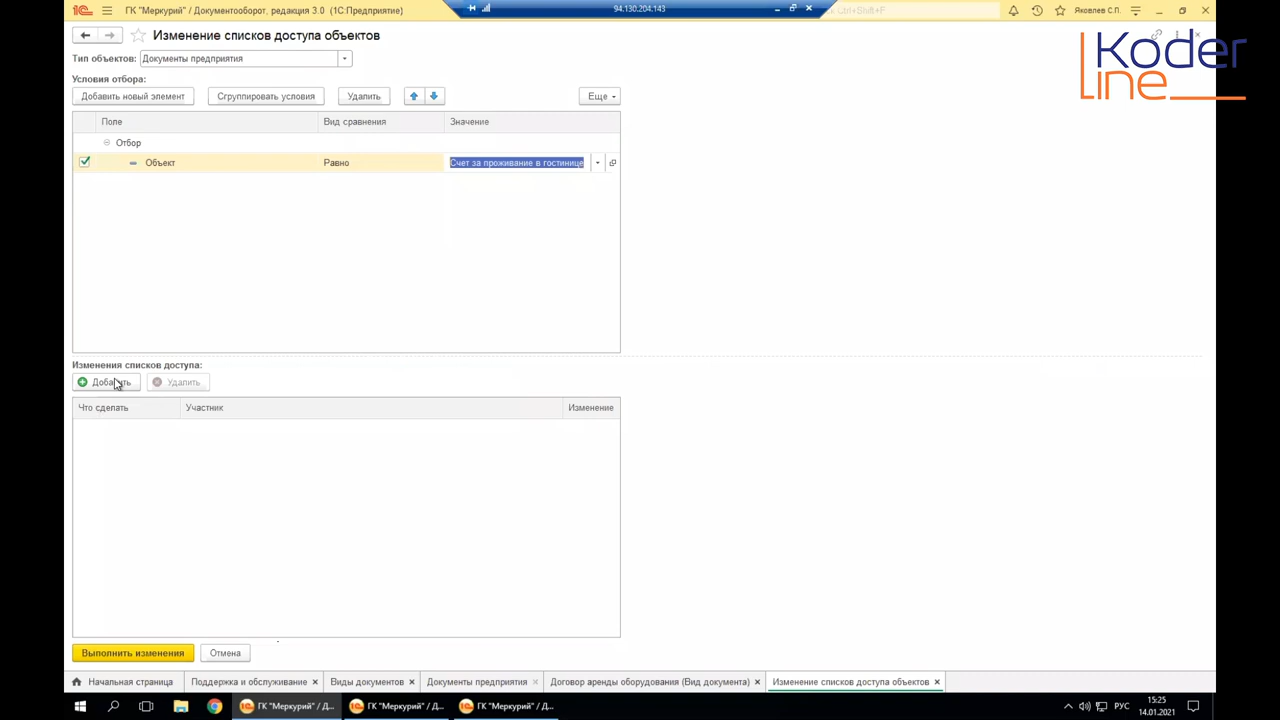 ГК "Меркурий" / Документооборот, редакция 3.0 (1С:Предприятие)
94.130.204.143
Ctrl+Shift+F
Яковлев С.П.
Изменение списков доступа объектов
Koder
line
Тип объектов: Документы предприятия
Условия отбора:
Добавить новый элемент Сгруппировать условия Удалить Еще
Поле Вид сравнения Значение
Отбор
Объект Равно Счет за проживание в гостинице
Изменения списков доступа:
Добавить Удалить
Что сделать Участник Изменение
Выполнить изменения Отмена
Начальная страница Поддержка и обслуживание Виды документов Документы предприятия Договор аренды оборудования (Вид документа) Изменение списков доступа объектов
ГК "Меркурий" / Д... ГК "Меркурий" / Д... ГК "Меркурий" / Д... РУС 15:25
14.01.2021